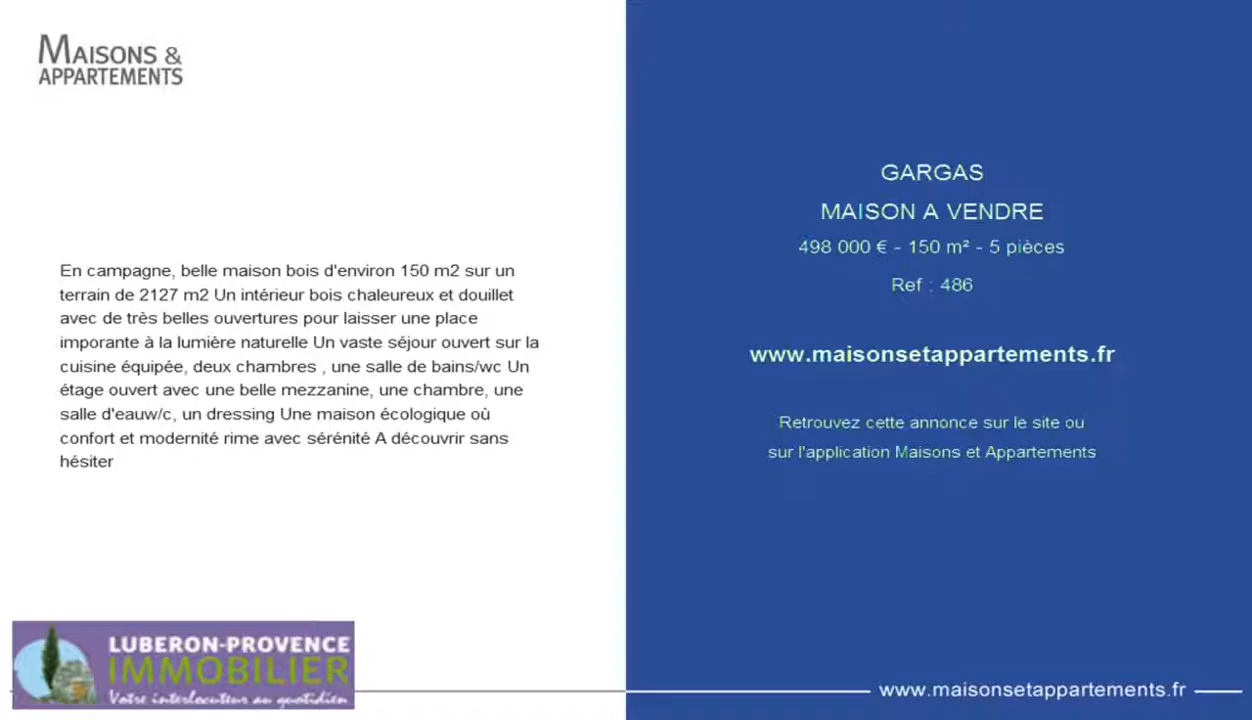 MAISONS &
APPARTEMENTS
En campagne, belle maison bois d'environ 150 m2 sur un
terrain de 2127 m2 Un intérieur bois chaleureux et douillet
avec de très belles ouvertures pour laisser une place
imporante à la lumière naturelle Un vaste séjour ouvert sur la
cuisine équipée, deux chambres , une salle de bains/wc Un
étage ouvert avec une belle mezzanine, une chambre, une
salle d'eauw/c, un dressing Une maison écologique où
confort et modernité rime avec sérénité A découvrir sans
hésiter
LUBERON-PROVENCE
IMMOBILIER
Votre interlocuteur au quotidien
GARGAS
MAISON A VENDRE
498 000 € - 150 m² - 5 pièces
Ref : 486
www.maisonsetappartements.fr
Retrouvez cette annonce sur le site ou
sur l'application Maisons et Appartements
www.maisonsetappartements.fr